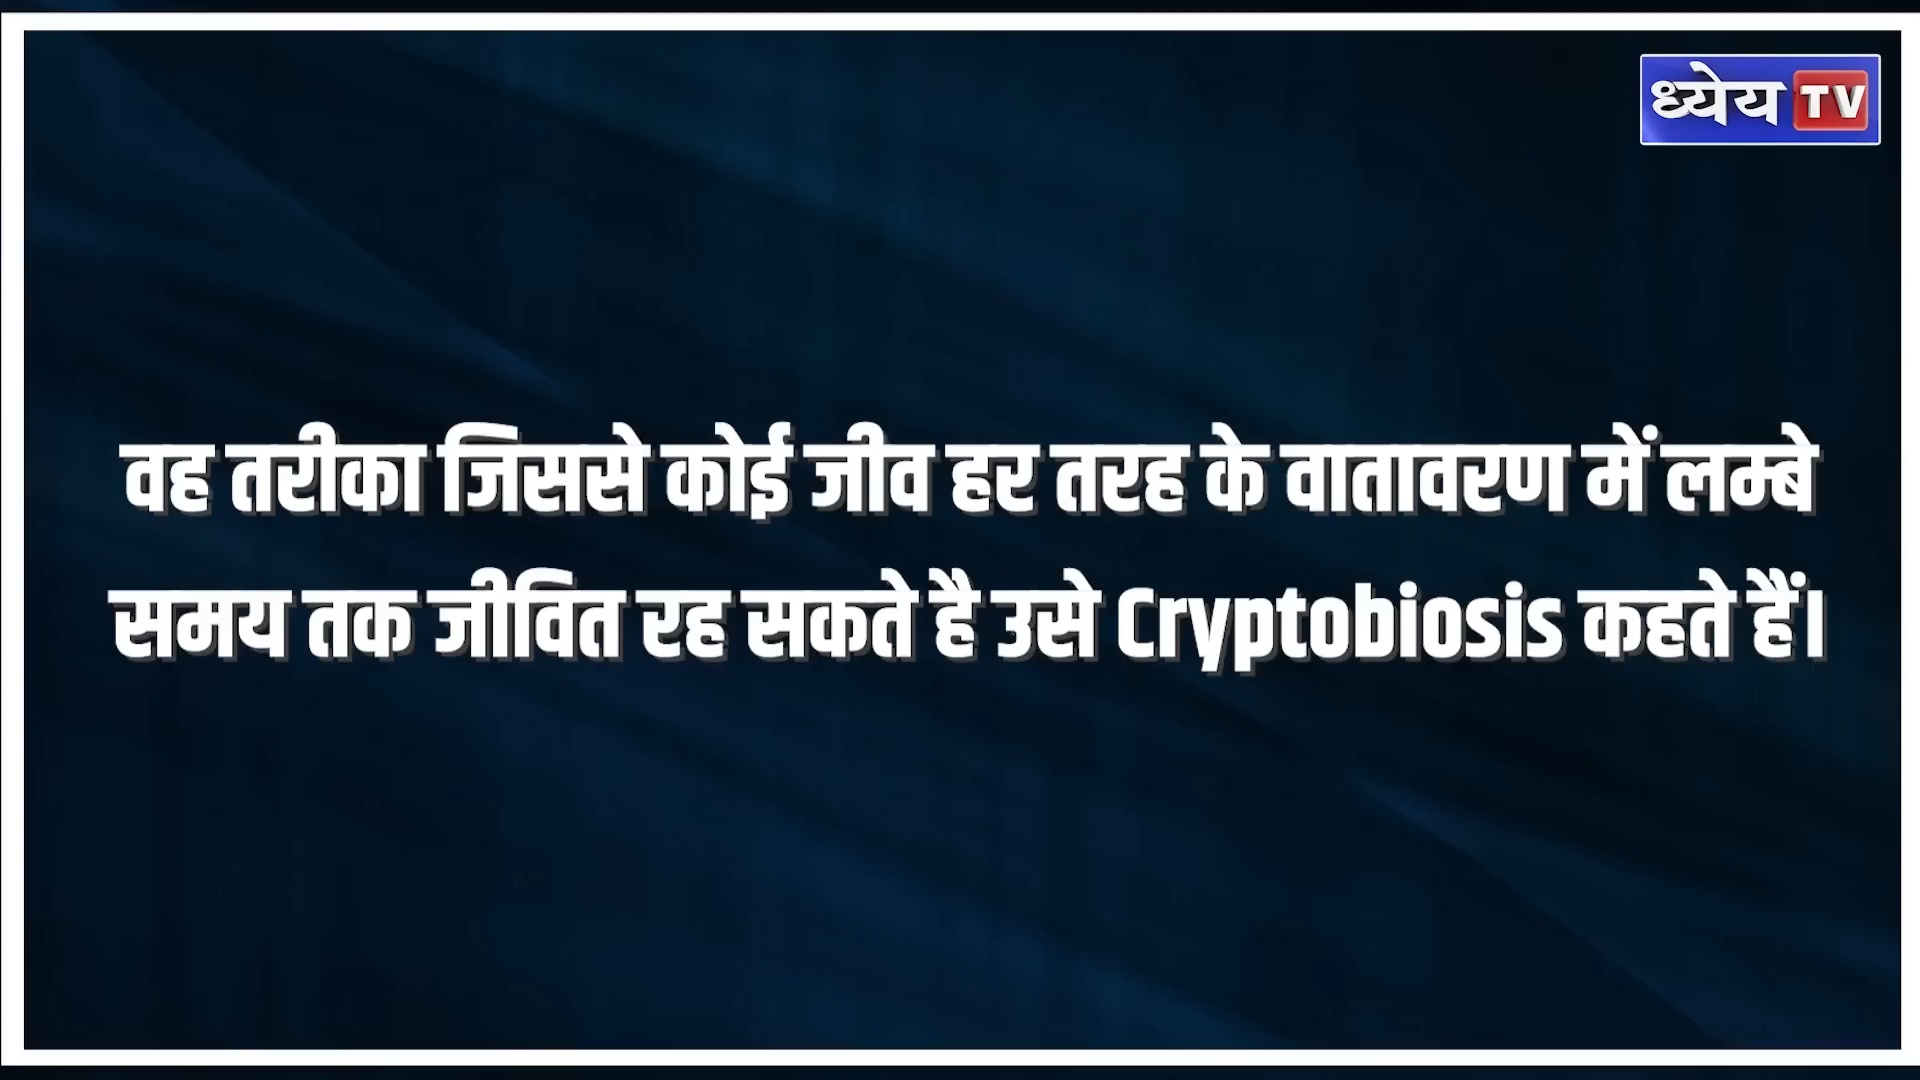 ध्येय TV
वह तरीका जिससे कोई जीव हर तरह के वातावरण में लम्बे
समय तक जीवित रह सकते है उसे Cryptobiosis कहते हैं।